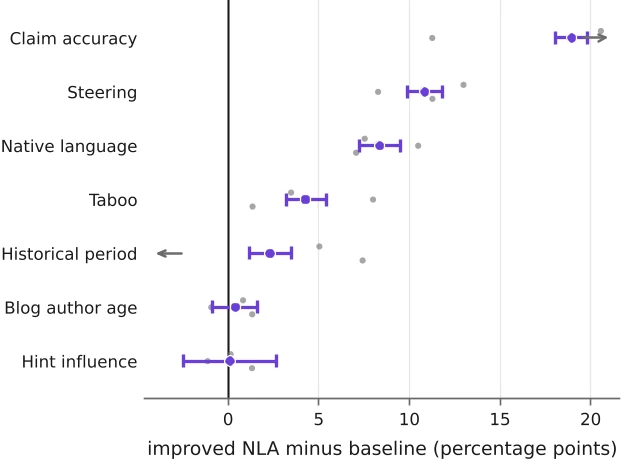 Claim accuracy
Steering
Native language
Taboo
Historical period
Blog author age
Hint influence
0 5 10 15 20
improved NLA minus baseline (percentage points)